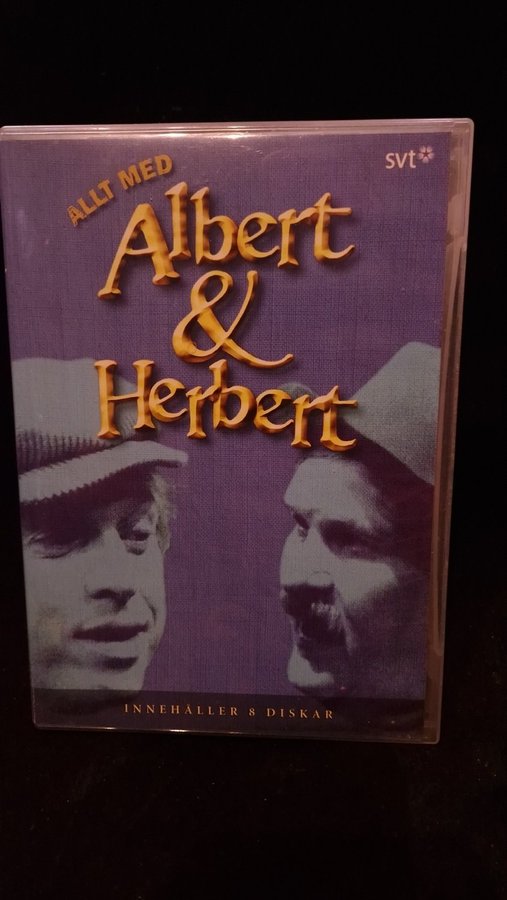 svt
ALLT MED
Albert
&
Herbert
INNEHÅLLER 8 DISKAR